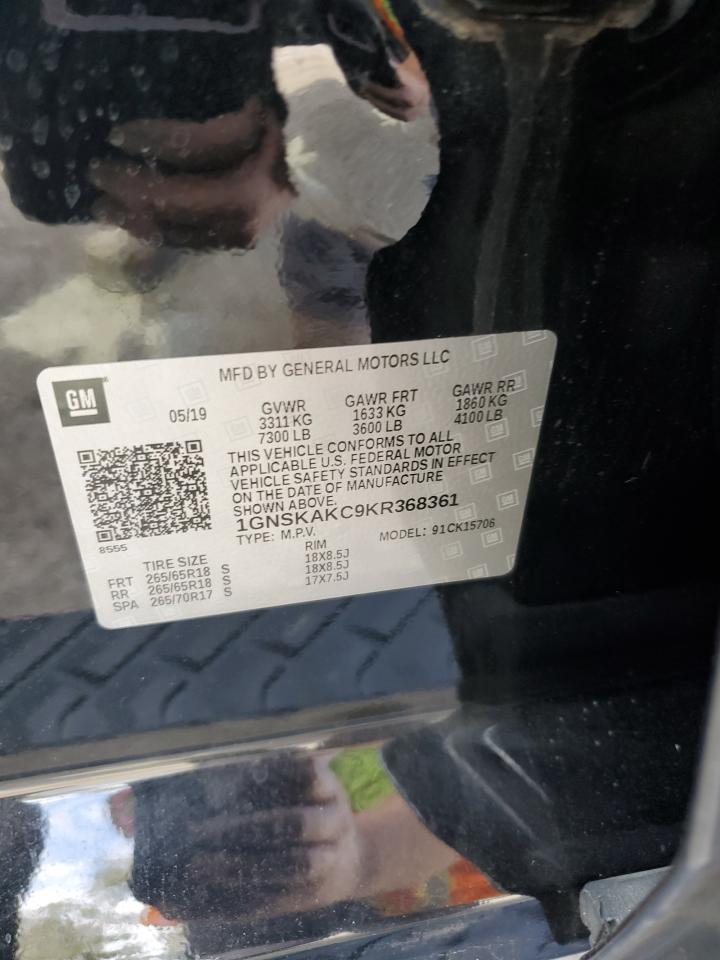 MFD BY GENERAL MOTORS LLC
GM
05/19
GVWR GAWR FRT GAWR RR
3311 KG 1633 KG 1860 KG
7300 LB 3600 LB 4100 LB
THIS VEHICLE CONFORMS TO ALL
APPLICABLE U.S. FEDERAL MOTOR
VEHICLE SAFETY STANDARDS IN EFFECT
ON THE DATE OF MANUFACTURE
SHOWN ABOVE.
1GNSKAKC9KR368361
TYPE: M.P.V. MODEL: 91CK15706
8555
TIRE SIZE RIM
FRT 265/65R18 S 18X8.5J
RR 265/65R18 S 18X8.5J
SPA 265/70R17 S 17X7.5J